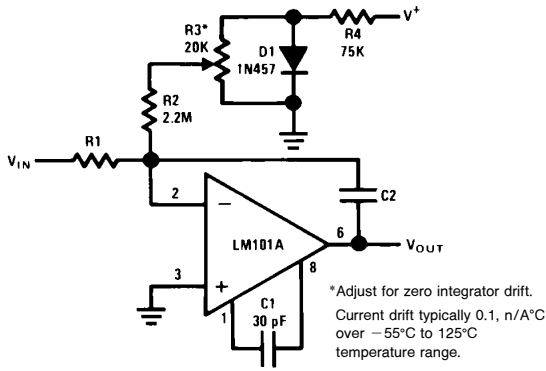 R3*
20K
D1
1N457
R4
75K
V+
R2
2.2M
R1
VIN
2
−
LM101A
6
VOUT
C2
3
+
8
1
C1
30 pF
*Adjust for zero integrator drift.
Current drift typically 0.1, n/A°C
over −55°C to 125°C
temperature range.